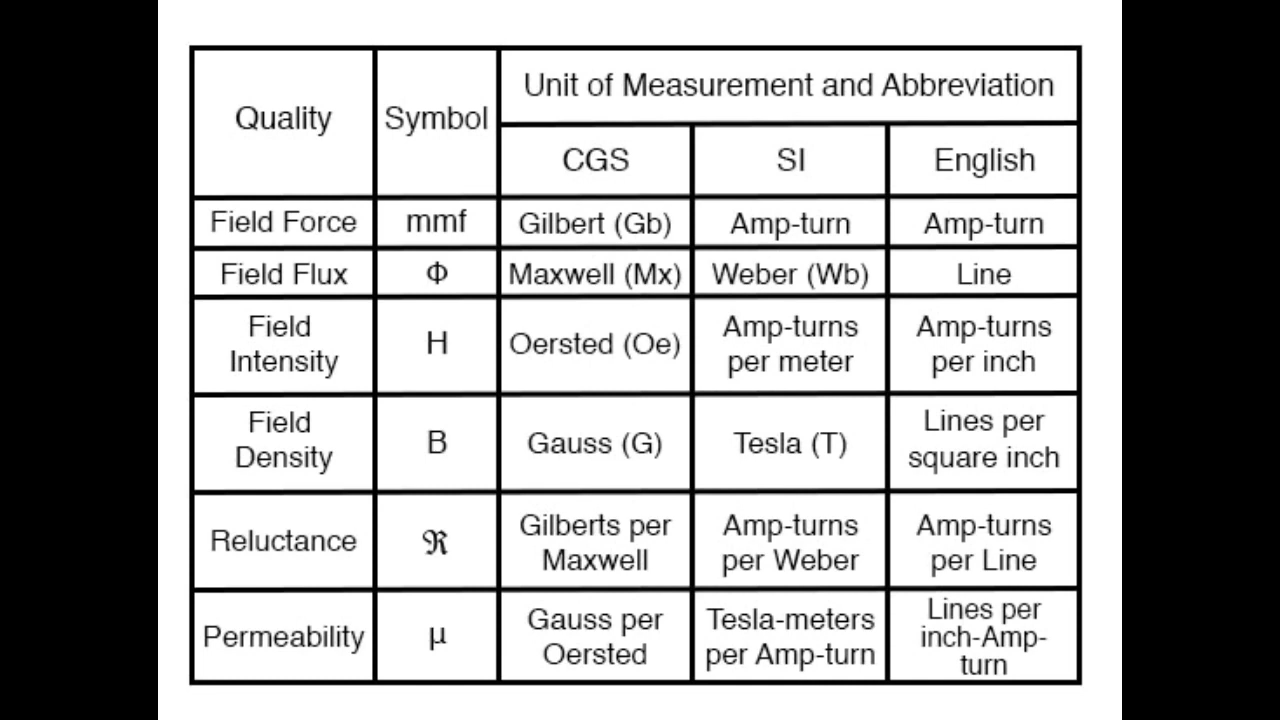 Quality
Symbol
Unit of Measurement and Abbreviation
CGS
SI
English
Field Force
mmf
Gilbert (Gb)
Amp-turn
Amp-turn
Field Flux
Φ
Maxwell (Mx)
Weber (Wb)
Line
Field
Intensity
H
Oersted (Oe)
Amp-turns
per meter
Amp-turns
per inch
Field
Density
B
Gauss (G)
Tesla (T)
Lines per
square inch
Reluctance
ℜ
Gilberts per
Maxwell
Amp-turns
per Weber
Amp-turns
per Line
Permeability
μ
Gauss per
Oersted
Tesla-meters
per Amp-turn
Lines per
inch-Amp-
turn